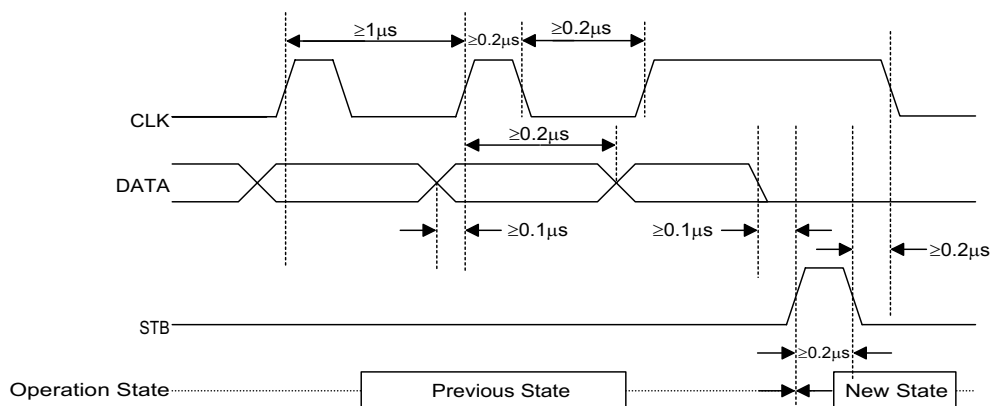 ≥1μs
≥0.2μs
≥0.2μs
CLK
≥0.2μs
DATA
≥0.1μs
≥0.1μs
≥0.2μs
STB
≥0.2μs
Operation State
Previous State
New State